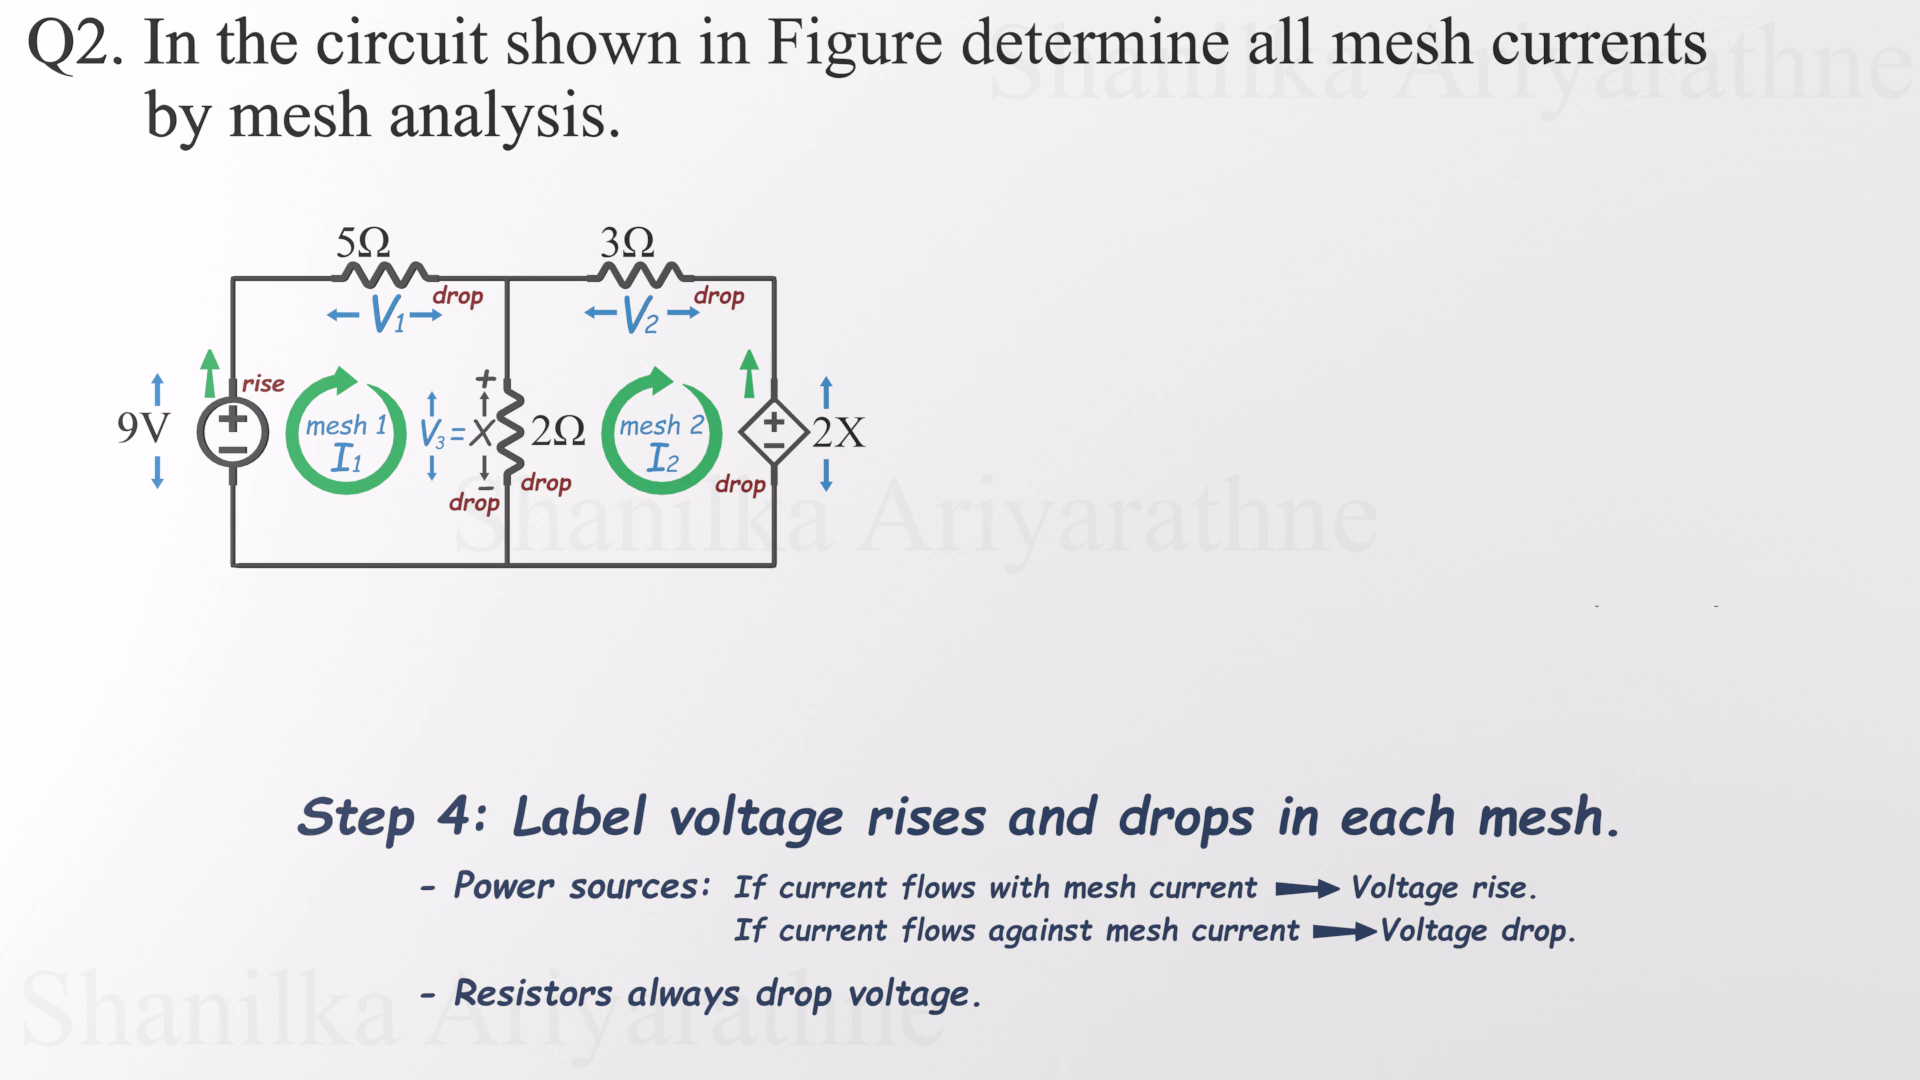 Q2. In the circuit shown in Figure determine all mesh currents
by mesh analysis.
Shanilka Ariyarathne
5Ω
3Ω
V1
drop
V2
drop
9V
rise
mesh 1
I1
V3 = X
+
−
2Ω
drop
drop
mesh 2
I2
drop
+
−
2X
+
−
Shanilka Ariyarathne
Step 4: Label voltage rises and drops in each mesh.
- Power sources: If current flows with mesh current → Voltage rise.
If current flows against mesh current → Voltage drop.
- Resistors always drop voltage.
Shanilka Ariyarathne